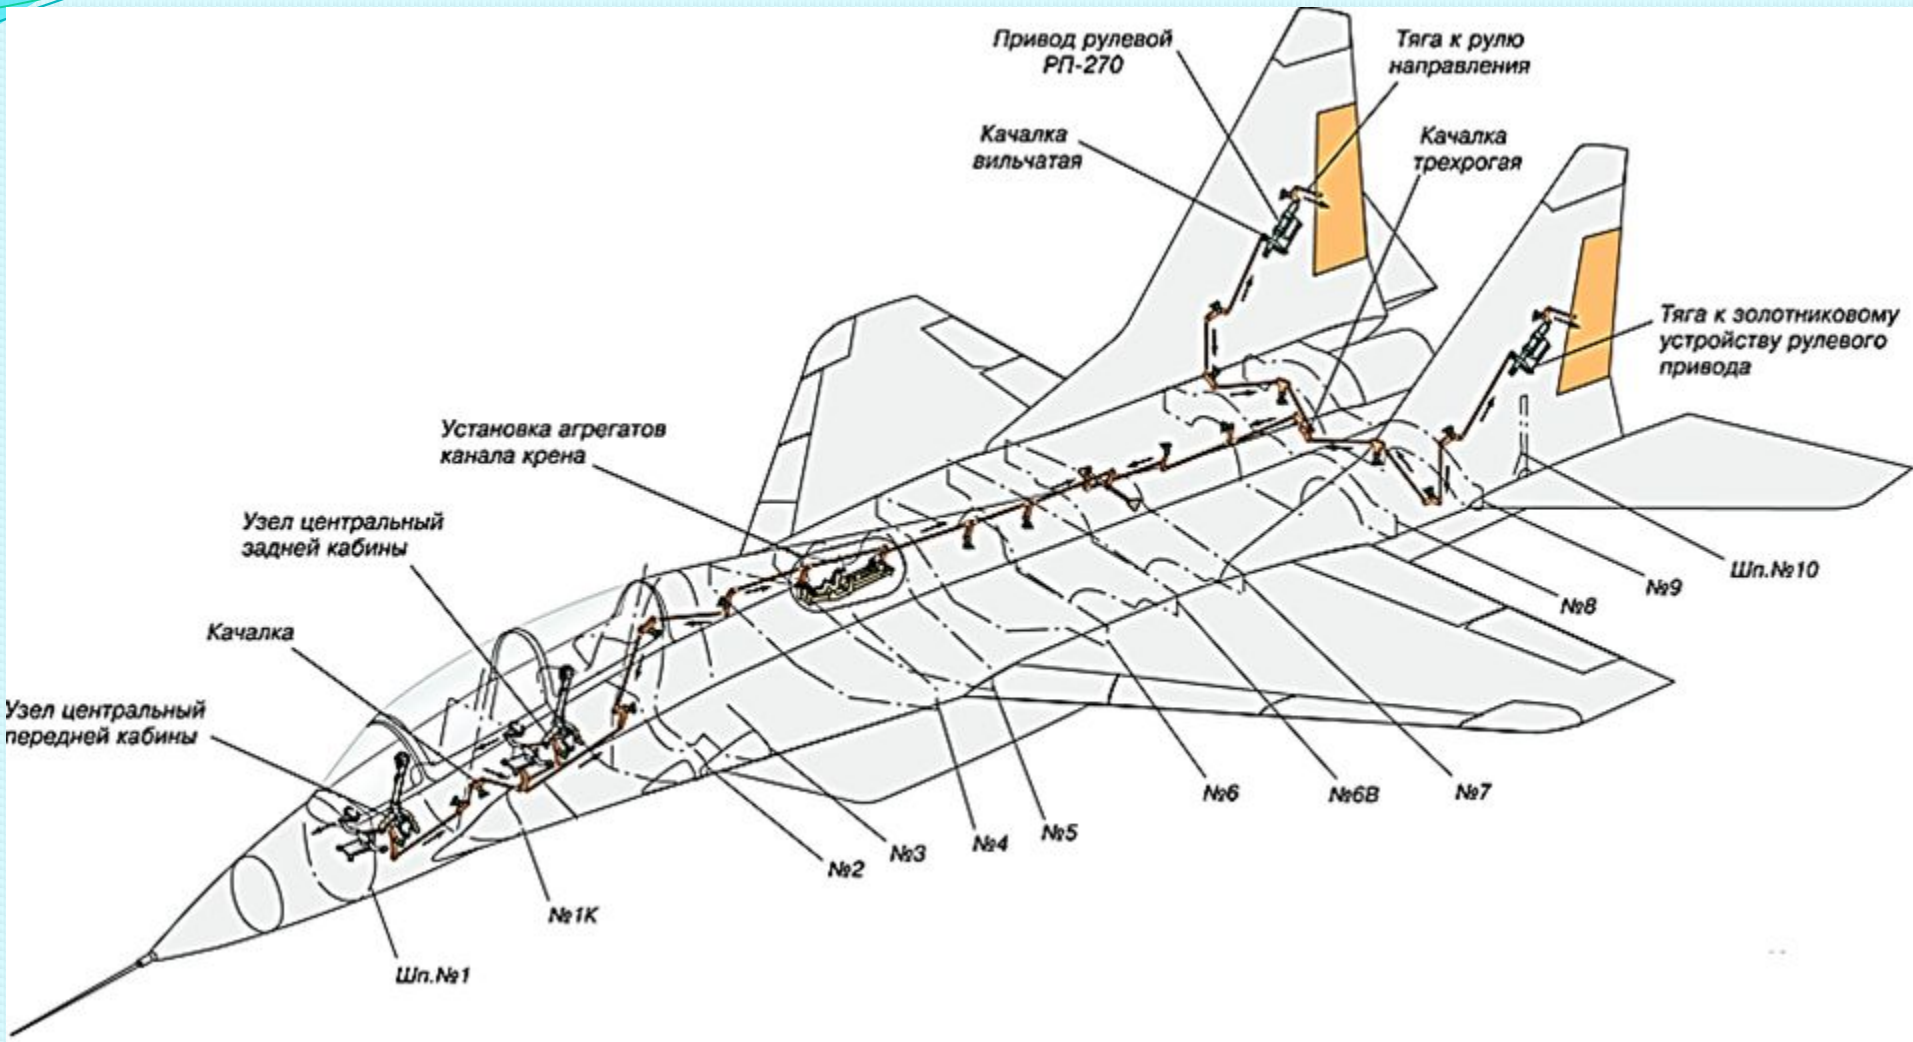 Привод рулевой
РП-270
Тяга к рулю
направления
Качалка
вильчатая
Качалка
трехрогая
Тяга к золотниковому
устройству рулевого
привода
Установка агрегатов
канала крена
Узел центральный
задней кабины
Качалка
Узел центральный
передней кабины
Шп.№10
№9
№8
№7
№6В
№6
№5
№4
№3
№2
№1К
Шп.№1